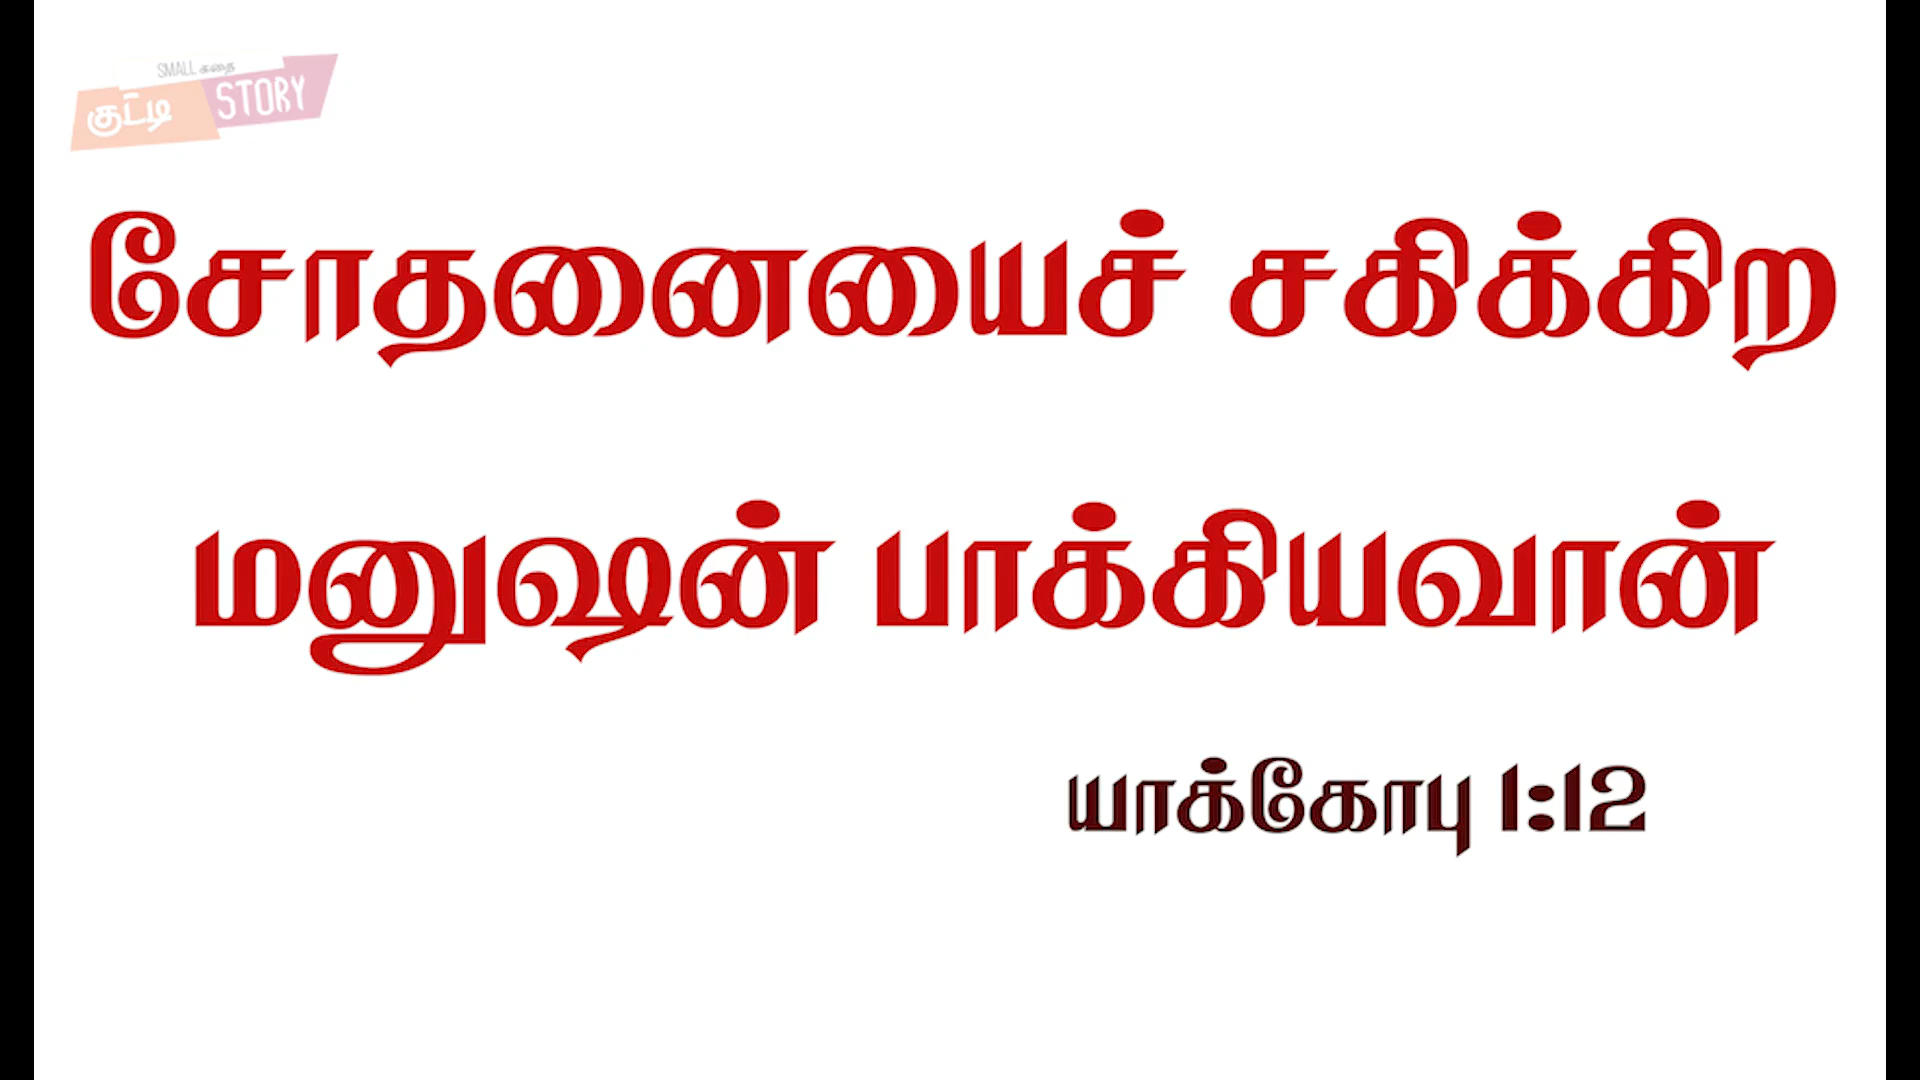 SMALL கதை
குட்டி STORY
சோதனையைச் சகிக்கிற
மனுஷன் பாக்கியவான்
யாக்கோபு 1:12